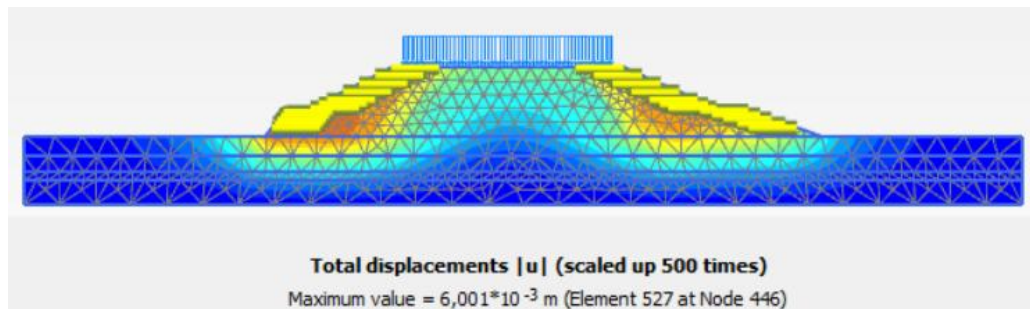 Total displacements |u| (scaled up 500 times)
Maximum value = 6,001*10 -3 m (Element 527 at Node 446)